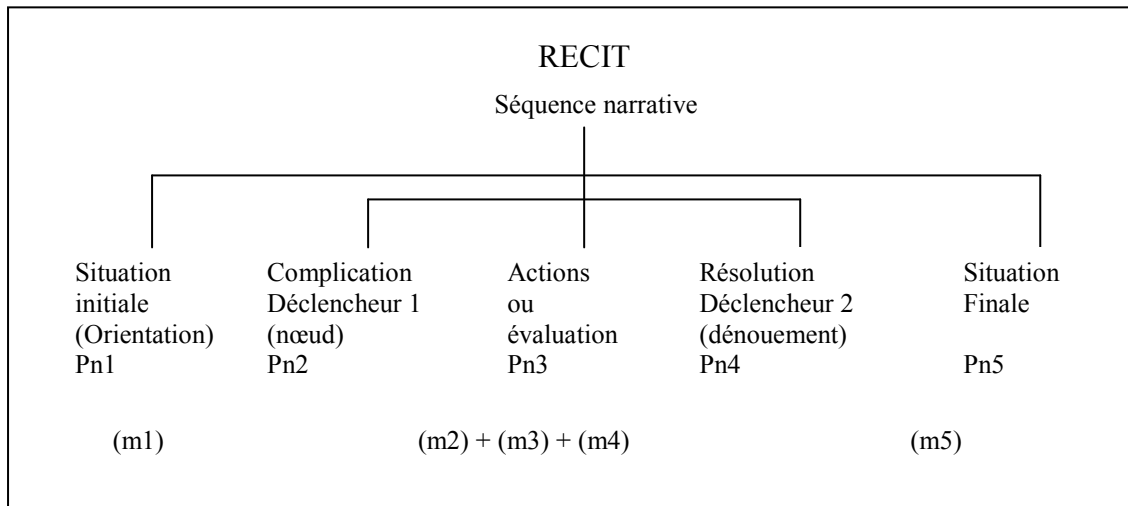 RECIT
Séquence narrative
Situation initiale (Orientation) Pn1
Complication Déclencheur 1 (nœud) Pn2
Actions ou évaluation Pn3
Résolution Déclencheur 2 (dénouement) Pn4
Situation Finale Pn5
(m1) (m2) + (m3) + (m4) (m5)